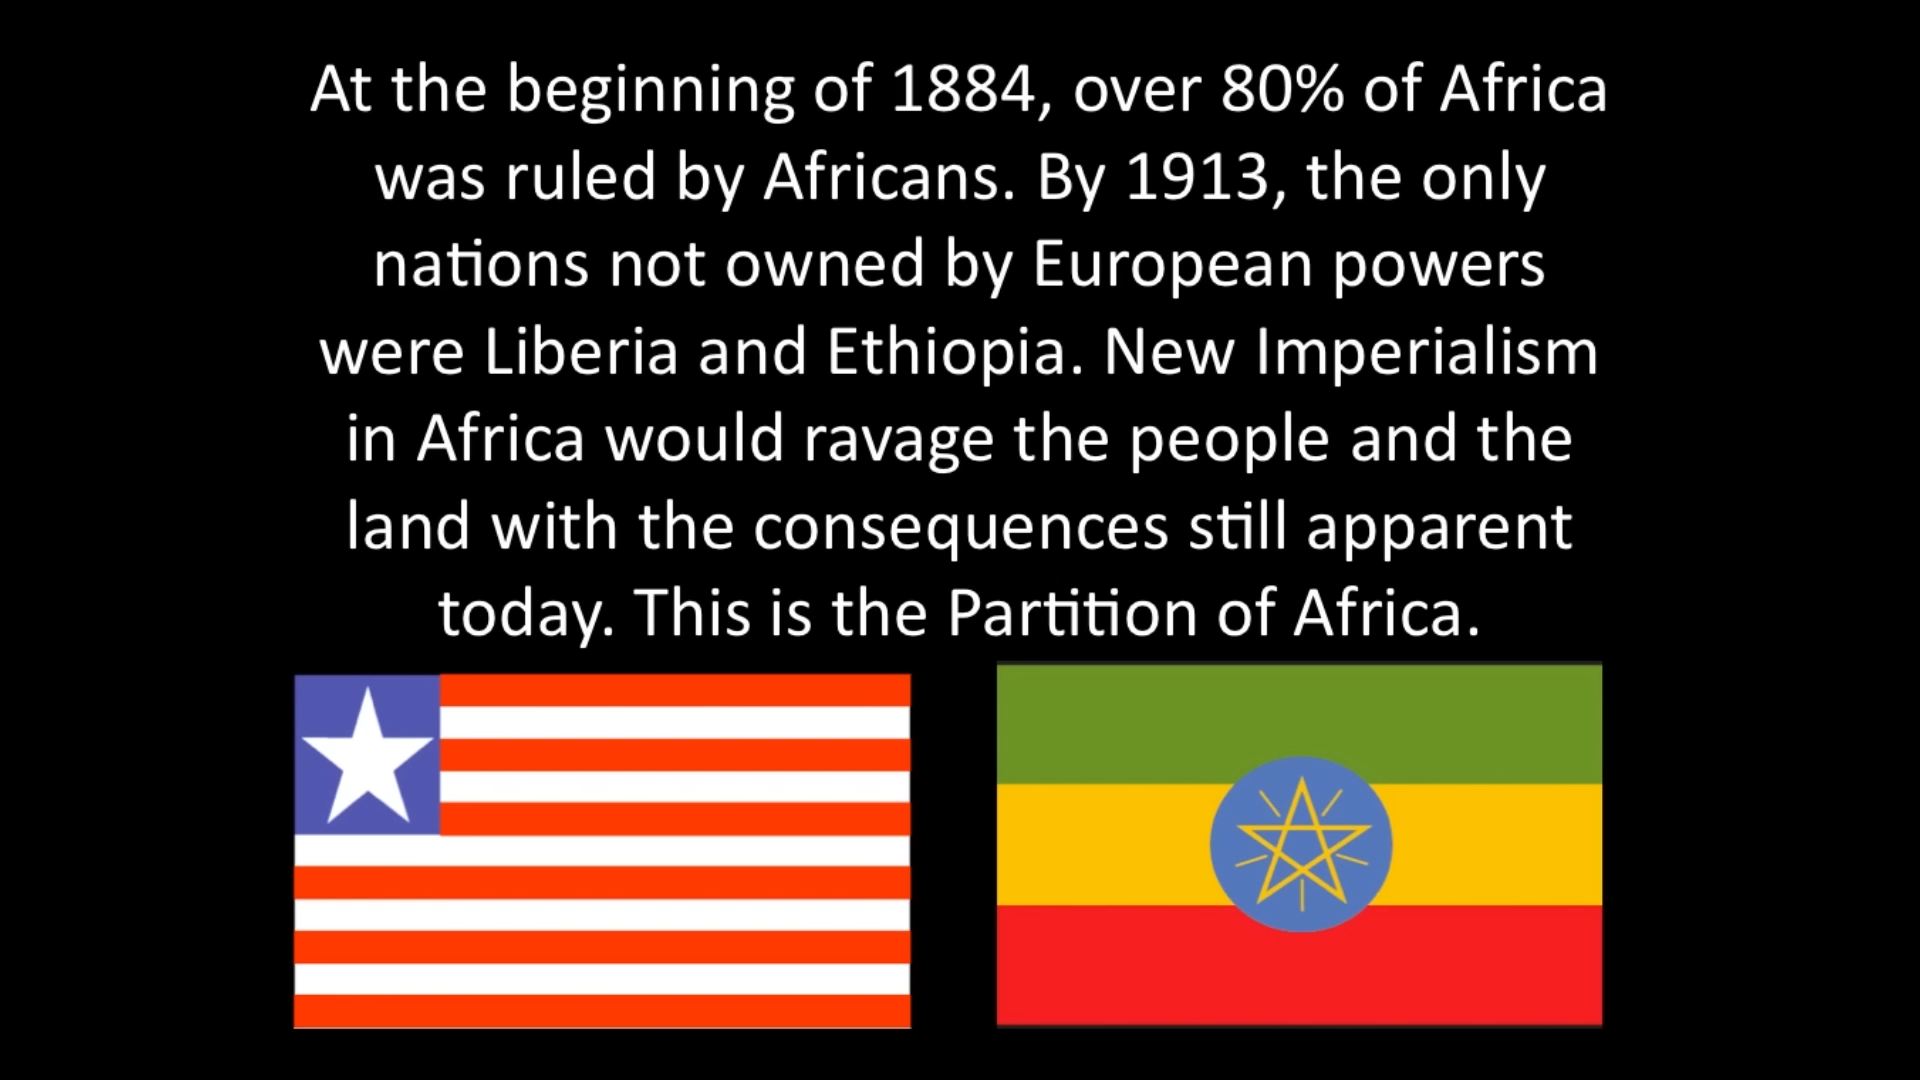 At the beginning of 1884, over 80% of Africa
was ruled by Africans. By 1913, the only
nations not owned by European powers
were Liberia and Ethiopia. New Imperialism
in Africa would ravage the people and the
land with the consequences still apparent
today. This is the Partition of Africa.